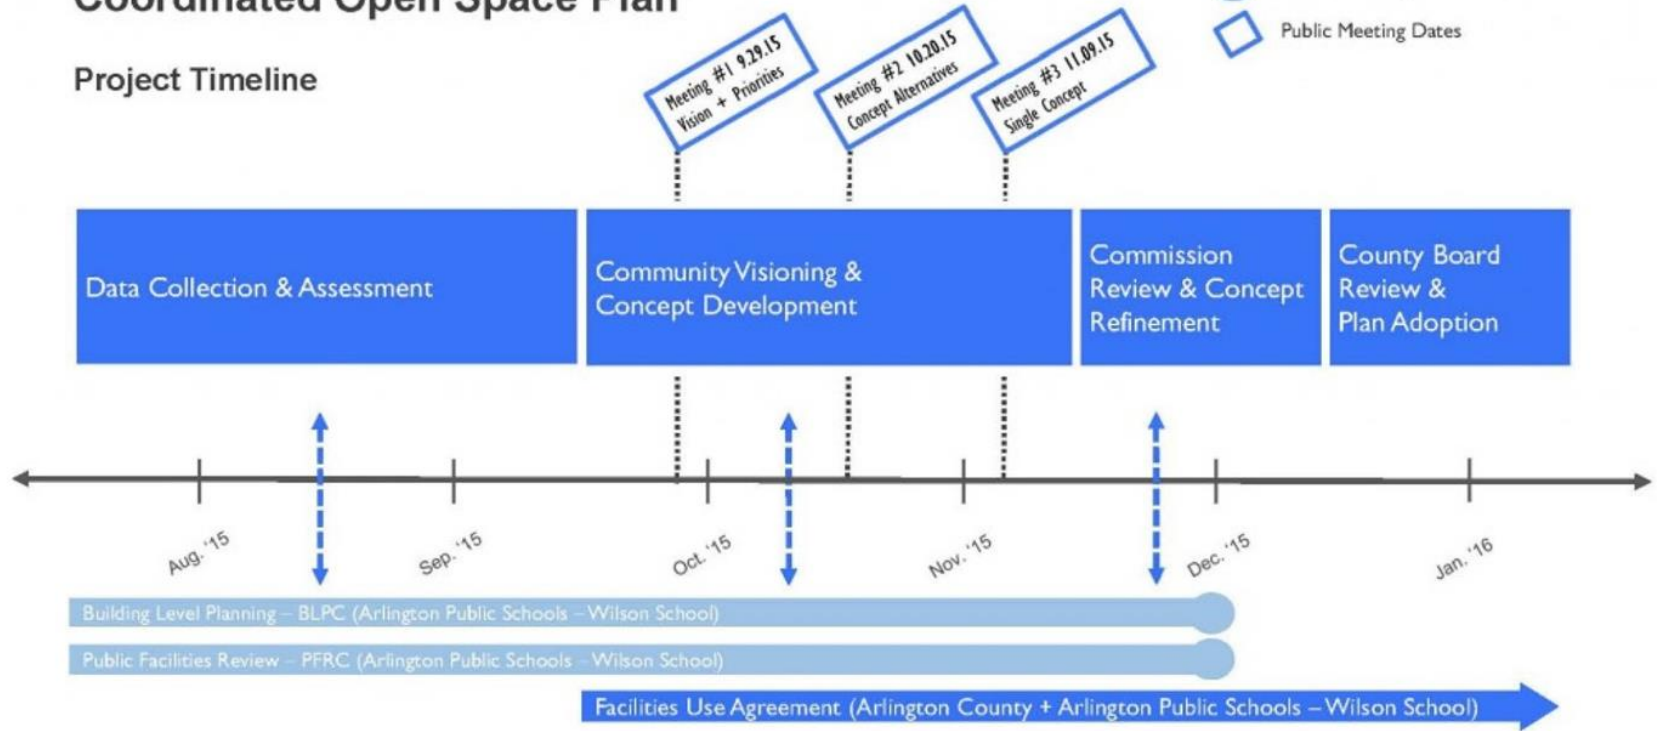 Coordinated Open Space Plan
Public Meeting Dates
Project Timeline
Meeting #1 9.29.15
Vision + Priorities
Meeting #2 10.20.15
Concept Alternatives
Meeting #3 11.09.15
Single Concept
Data Collection & Assessment
Community Visioning &
Concept Development
Commission
Review & Concept
Refinement
County Board
Review &
Plan Adoption
Aug. '15
Sep. '15
Oct. '15
Nov. '15
Dec. '15
Jan. '16
Building Level Planning – BLPC (Arlington Public Schools – Wilson School)
Public Facilities Review – PFRC (Arlington Public Schools – Wilson School)
Facilities Use Agreement (Arlington County + Arlington Public Schools – Wilson School)